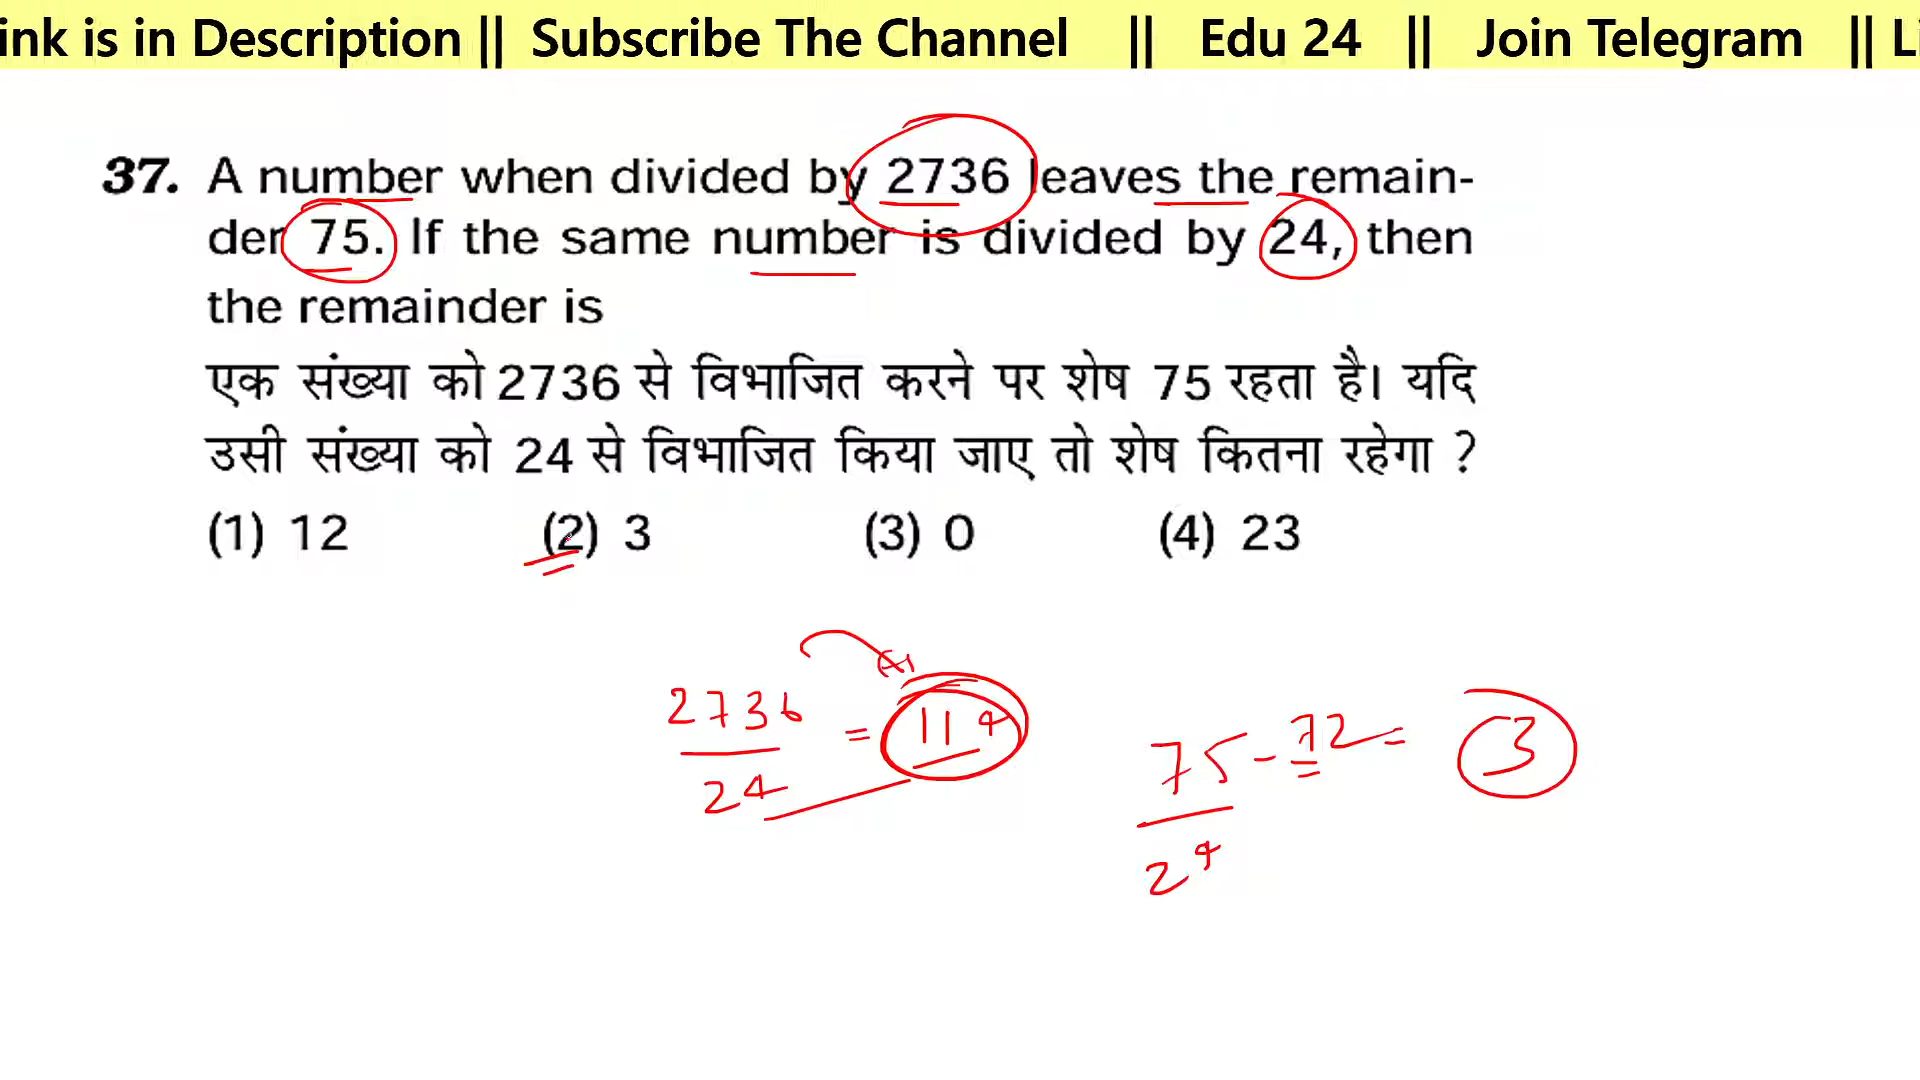 ink is in Description || Subscribe The Channel || Edu 24 || Join Telegram || Li
37. A number when divided by 2736 leaves the remain-
der 75. If the same number is divided by 24, then
the remainder is
एक संख्या को 2736 से विभाजित करने पर शेष 75 रहता है। यदि
उसी संख्या को 24 से विभाजित किया जाए तो शेष कितना रहेगा ?
(1) 12 (2) 3 (3) 0 (4) 23
2736 = 114
24
75 - 72 = 3
24